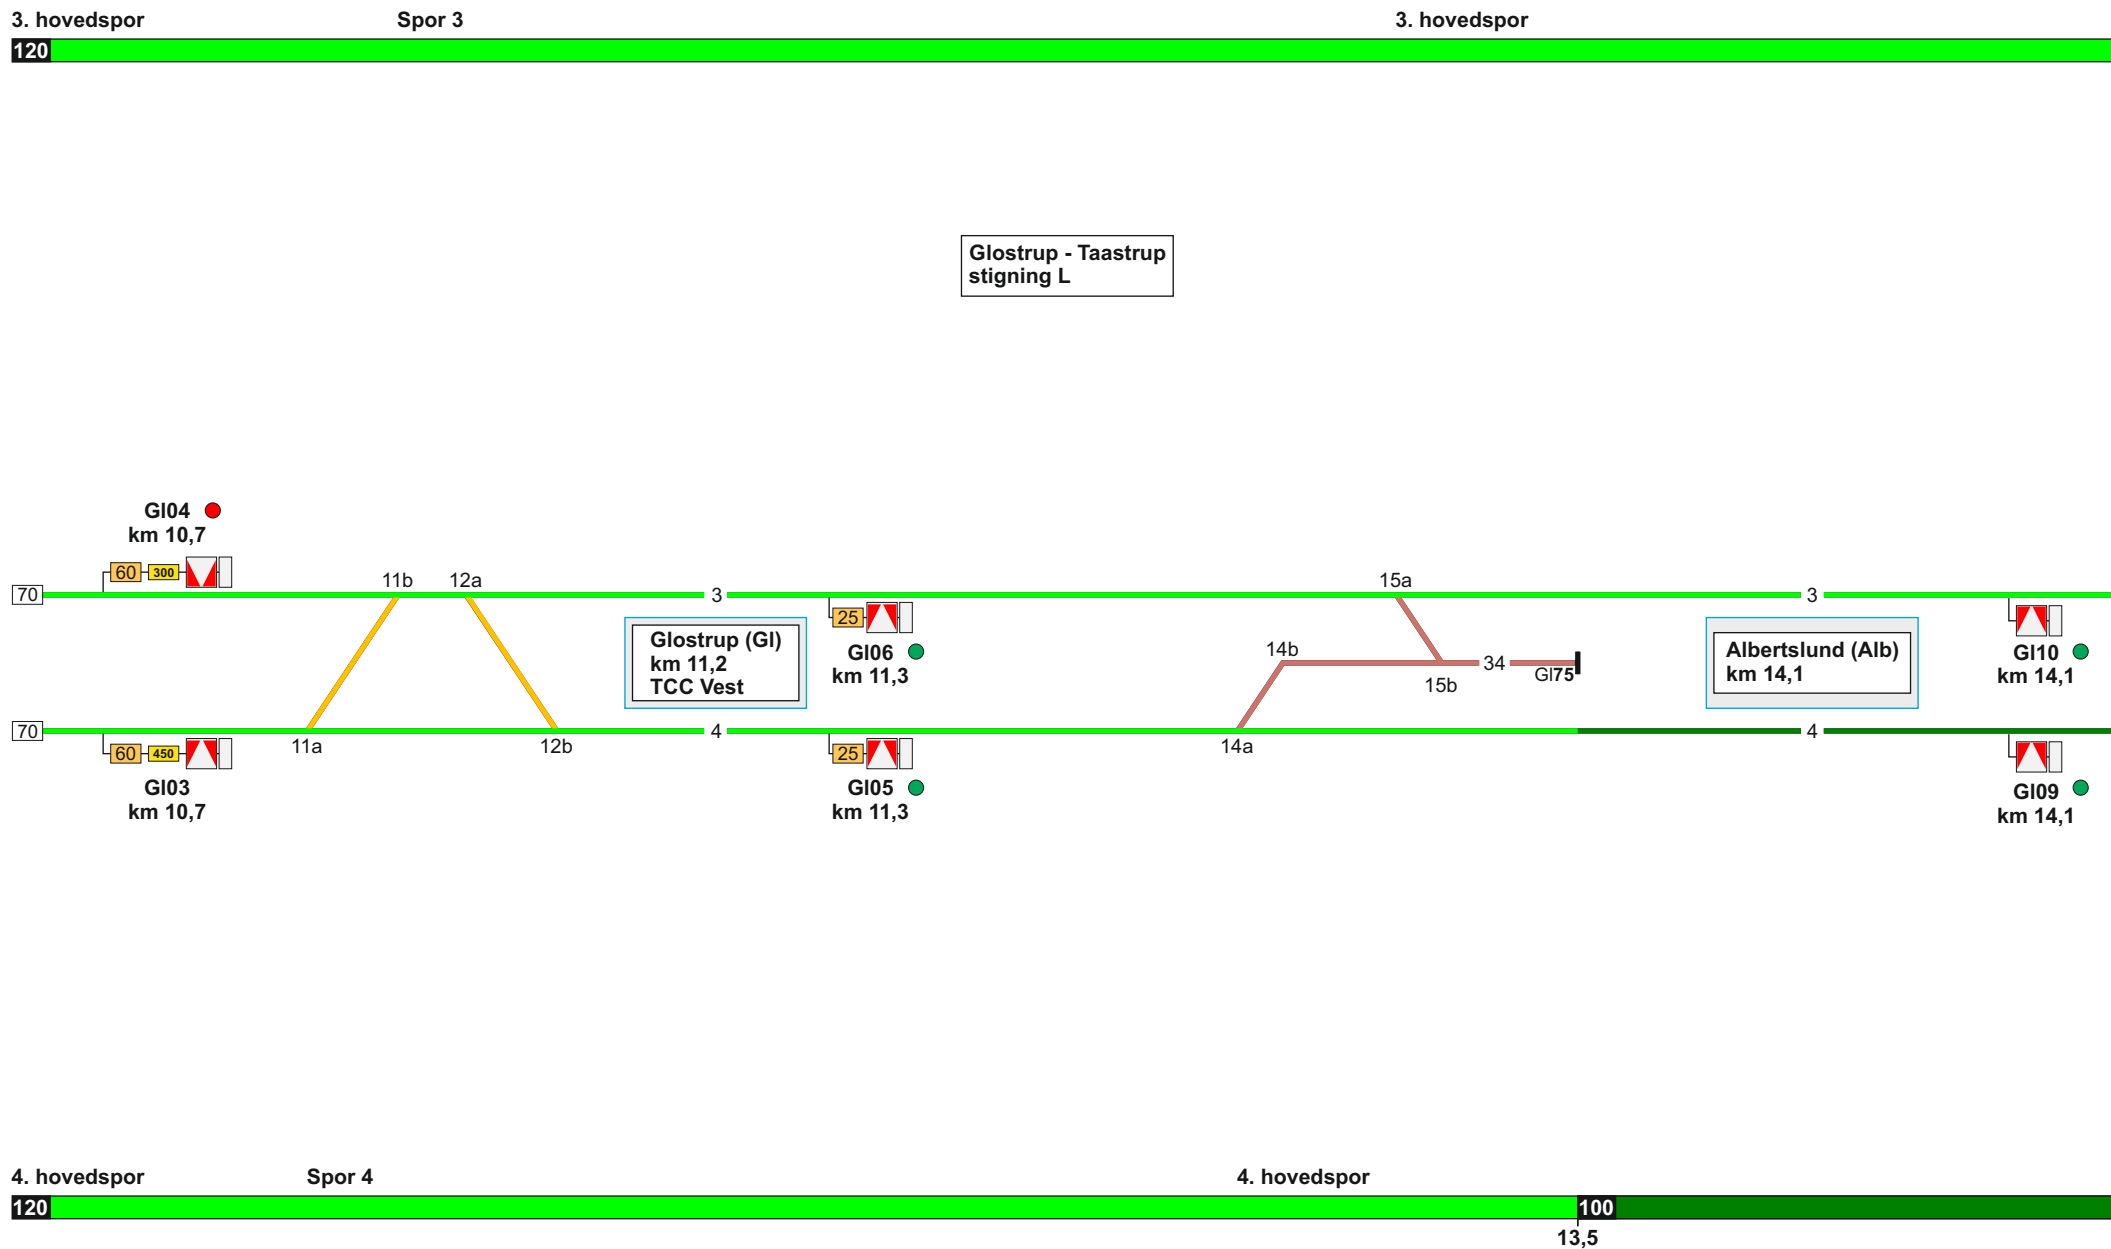 3. hovedspor Spor 3 3. hovedspor
120
Glostrup - Taastrup
stigning L
Gl04
km 10,7
60 300
11b 12a 15a
70 3 3
25
Glostrup (Gl)
km 11,2
TCC Vest
Gl06
km 11,3
14b
34
15b
Gl75
Albertslund (Alb)
km 14,1
Gl10
km 14,1
70 4 4
11a 12b 14a
60 450
25
Gl03
km 10,7
Gl05
km 11,3
Gl09
km 14,1
4. hovedspor Spor 4 4. hovedspor
120 100
13,5